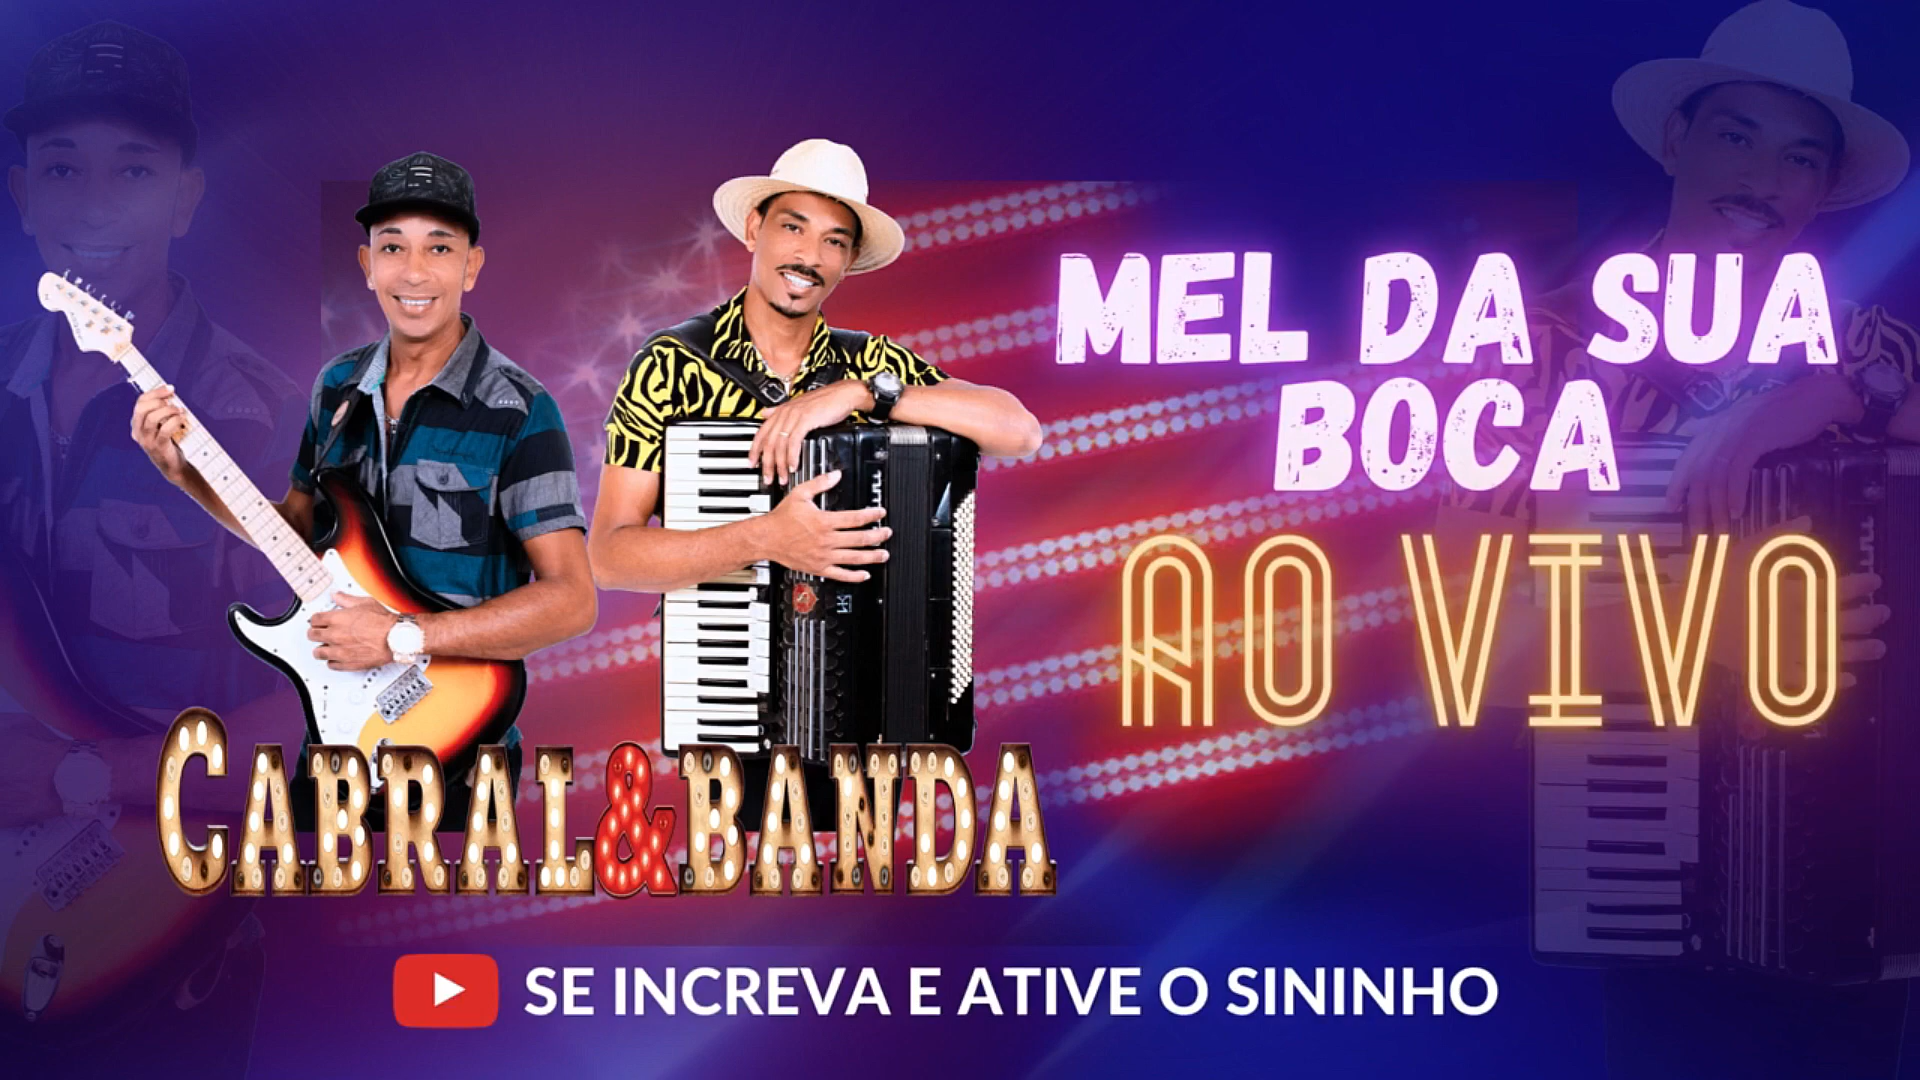 MEL DA SUA
BOCA
AO VIVO
CABRAL&BANDA
SE INCREVA E ATIVE O SININHO